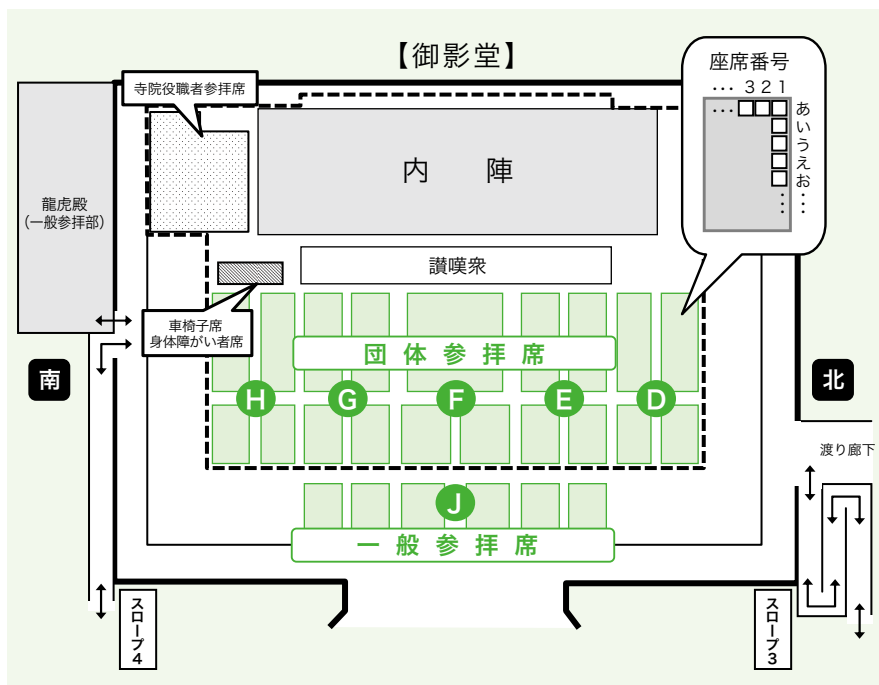 【御影堂】
座席番号
… 3 2 1
…
あ
い
う
え
お
⋮
⋮
寺院役職者参拝席
内 陣
龍虎殿
（一般参拝部）
讃嘆衆
車椅子席
身体障がい者席
団体参拝席
南
北
H
G
F
E
D
渡り廊下
J
一般参拝席
スロープ4
スロープ3